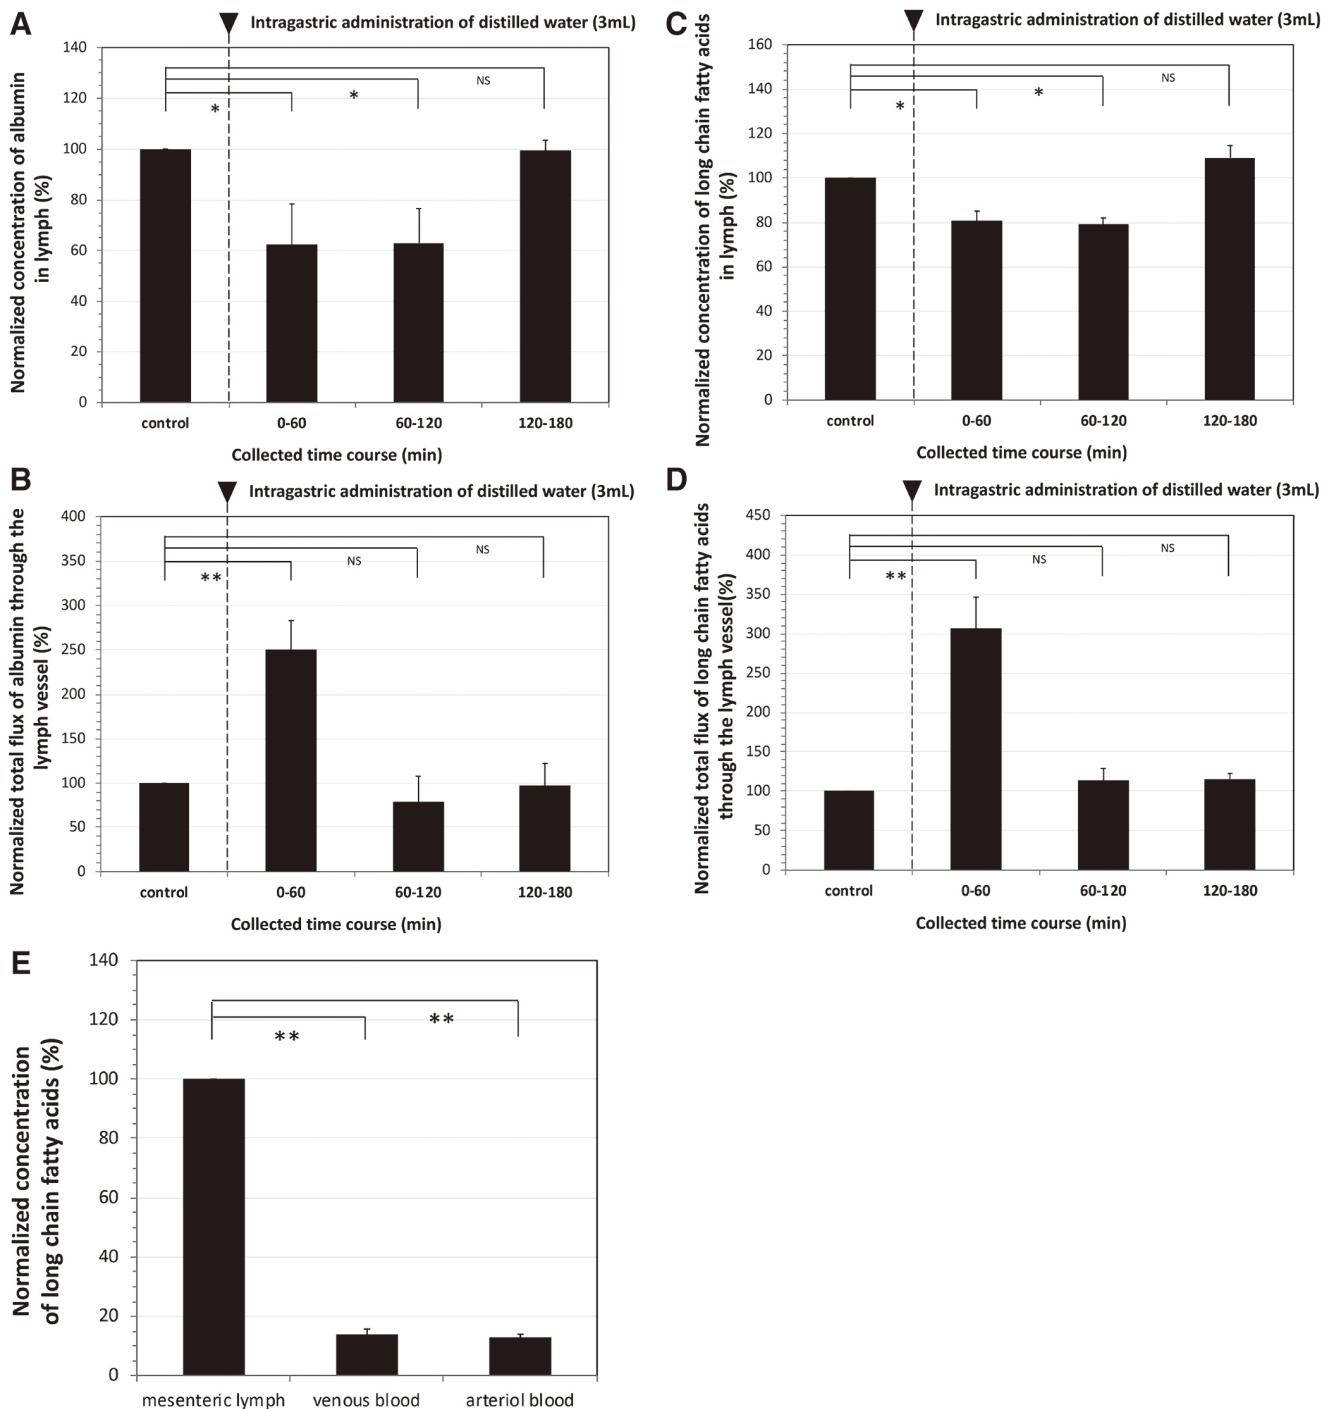 A
Intragastric administration of distilled water (3mL)
Normalized concentration of albumin
in lymph (%)
140
120
100
80
60
40
20
0
*
*
NS
control
0-60
60-120
120-180
Collected time course (min)
C
Intragastric administration of distilled water (3mL)
Normalized concentration of long chain fatty acids
in lymph (%)
160
140
120
100
80
60
40
20
0
*
*
NS
control
0-60
60-120
120-180
Collected time course (min)
B
Intragastric administration of distilled water (3mL)
Normalized total flux of albumin through the
lymph vessel (%)
400
350
300
250
200
150
100
50
0
**
NS
NS
control
0-60
60-120
120-180
Collected time course (min)
D
Intragastric administration of distilled water (3mL)
Normalized total flux of long chain fatty acids
through the lymph vessel(%)
450
400
350
300
250
200
150
100
50
0
**
NS
NS
control
0-60
60-120
120-180
Collected time course (min)
E
Normalized concentration
of long chain fatty acids (%)
140
120
100
80
60
40
20
0
**
**
mesenteric lymph
venous blood
arteriol blood